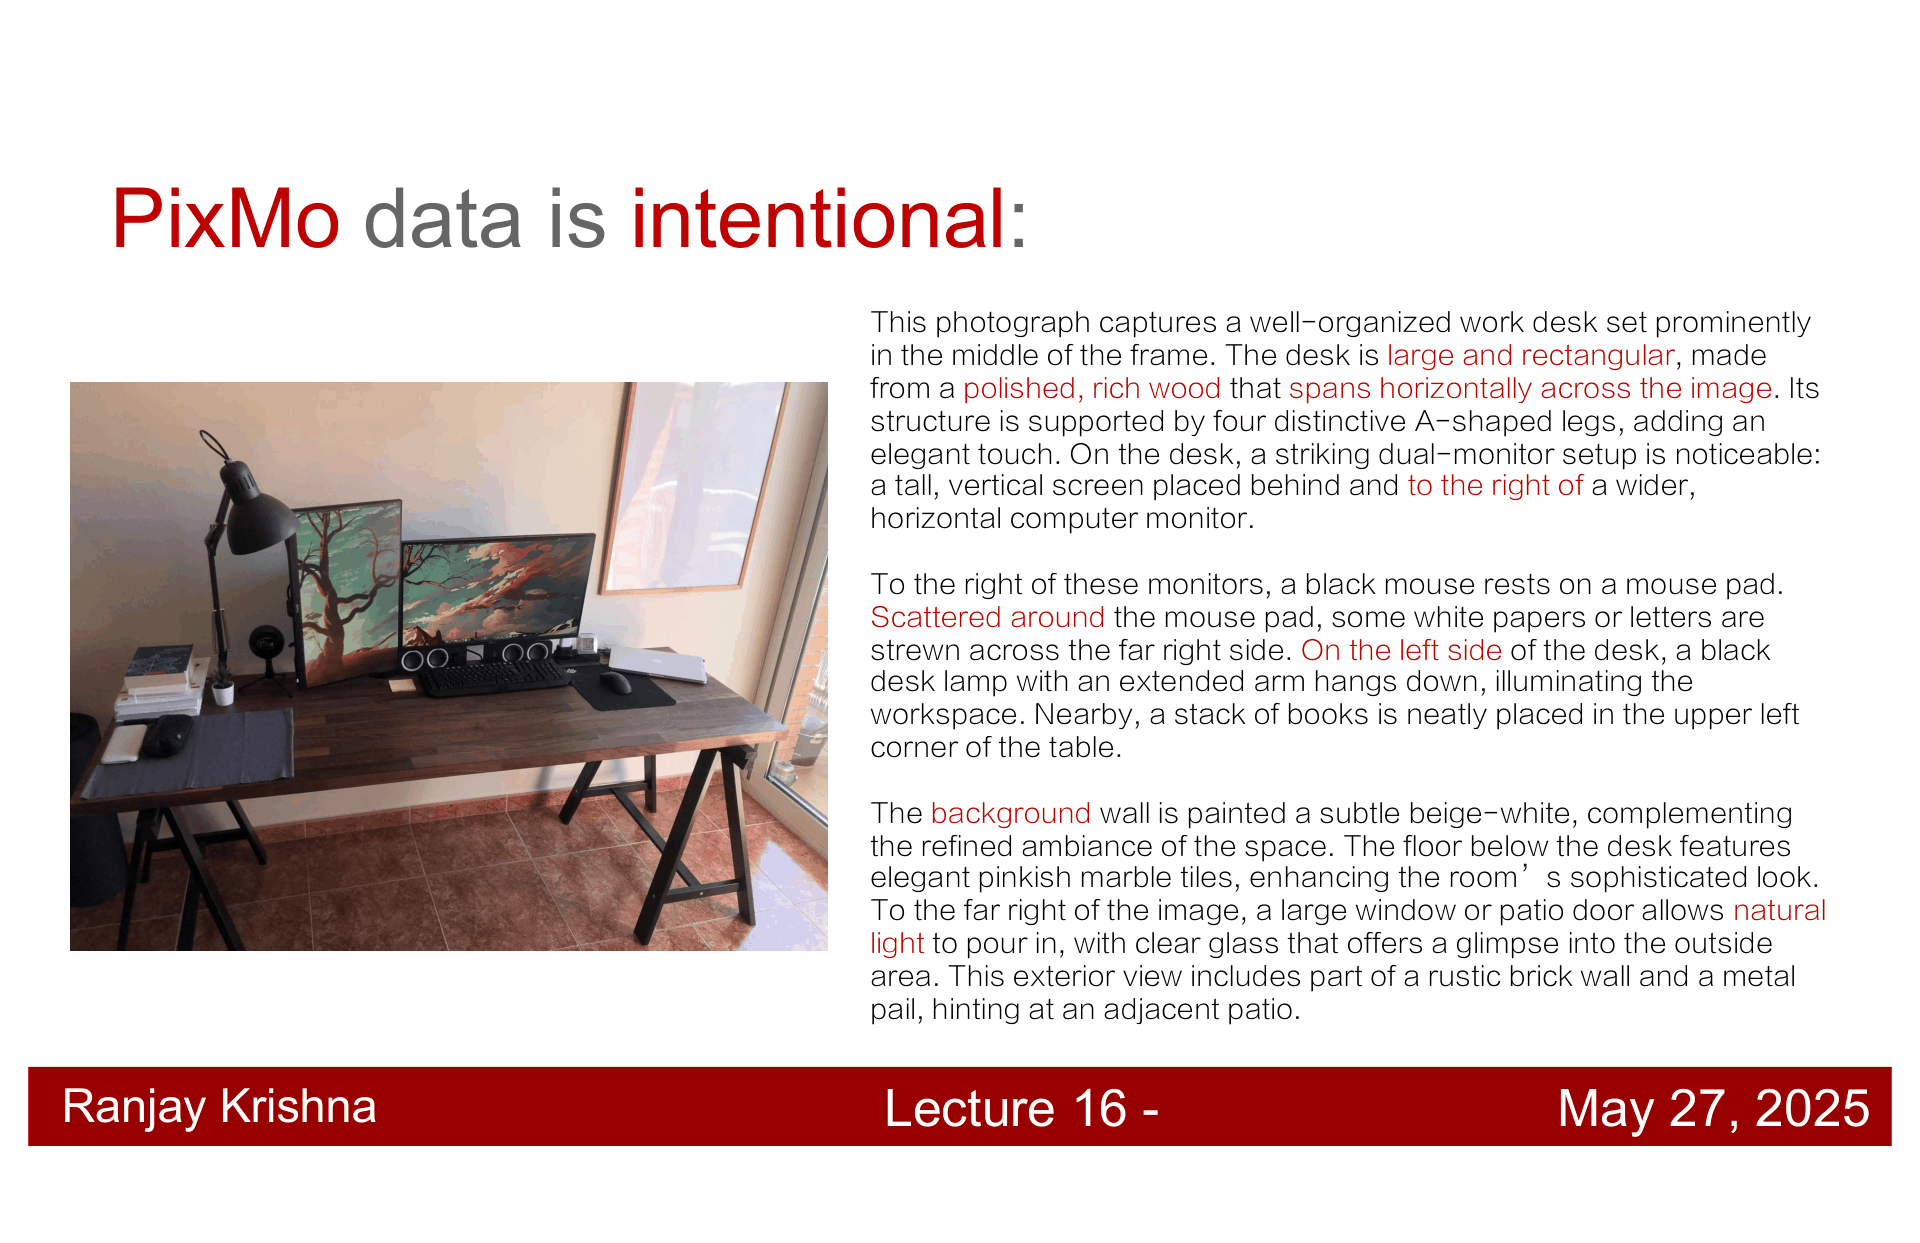 PixMo data is intentional:
This photograph captures a well-organized work desk set prominently
in the middle of the frame. The desk is large and rectangular, made
from a polished, rich wood that spans horizontally across the image. Its
structure is supported by four distinctive A-shaped legs, adding an
elegant touch. On the desk, a striking dual-monitor setup is noticeable:
a tall, vertical screen placed behind and to the right of a wider,
horizontal computer monitor.
To the right of these monitors, a black mouse rests on a mouse pad.
Scattered around the mouse pad, some white papers or letters are
strewn across the far right side. On the left side of the desk, a black
desk lamp with an extended arm hangs down, illuminating the
workspace. Nearby, a stack of books is neatly placed in the upper left
corner of the table.
The background wall is painted a subtle beige-white, complementing
the refined ambiance of the space. The floor below the desk features
elegant pinkish marble tiles, enhancing the room’s sophisticated look.
To the far right of the image, a large window or patio door allows natural
light to pour in, with clear glass that offers a glimpse into the outside
area. This exterior view includes part of a rustic brick wall and a metal
pail, hinting at an adjacent patio.
Ranjay Krishna
Lecture 16 -
May 27, 2025